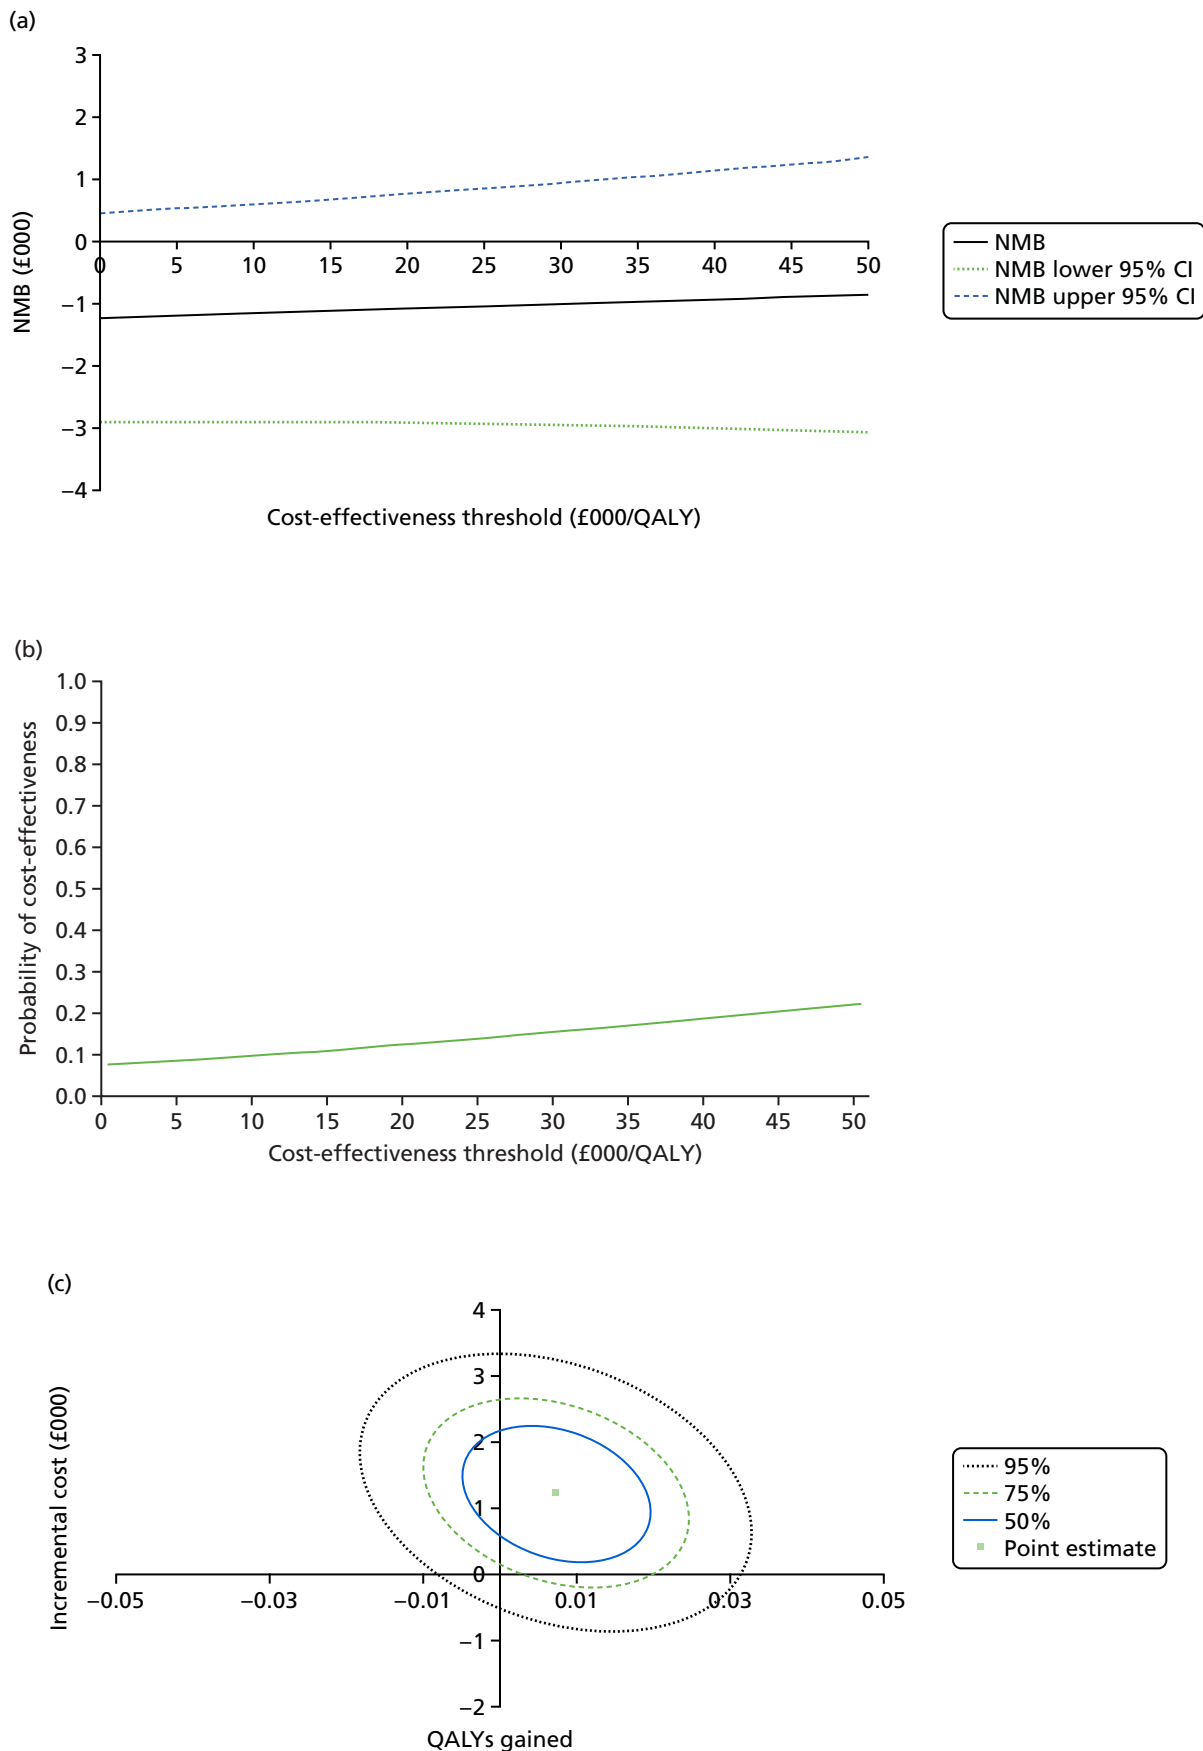 (a)
3
2
1
0
−1
−2
−3
−4
NMB (£000)
0 5 10 15 20 25 30 35 40 45 50
Cost-effectiveness threshold (£000/QALY)
NMB
NMB lower 95% CI
NMB upper 95% CI
(b)
1.0
0.9
0.8
0.7
0.6
0.5
0.4
0.3
0.2
0.1
0.0
Probability of cost-effectiveness
0 5 10 15 20 25 30 35 40 45 50
Cost-effectiveness threshold (£000/QALY)
(c)
4
3
2
1
0
−1
−2
Incremental cost (£000)
−0.05 −0.03 −0.01 0.01 0.03 0.05
QALYs gained
95%
75%
50%
Point estimate